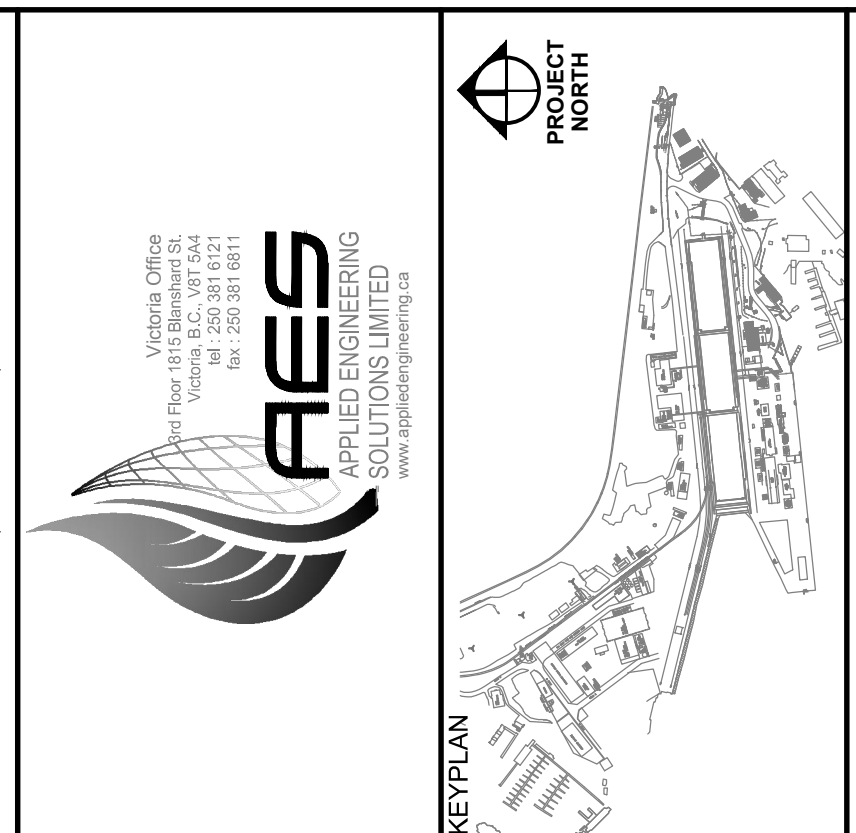 Victoria Office
3rd Floor 1815 Blanshard St.
Victoria, B.C., V8T 5A4
tel : 250 381 6121
fax : 250 381 6811
AES
APPLIED ENGINEERING
SOLUTIONS LIMITED
www.appliedengineering.ca
PROJECT
NORTH
KEYPLAN